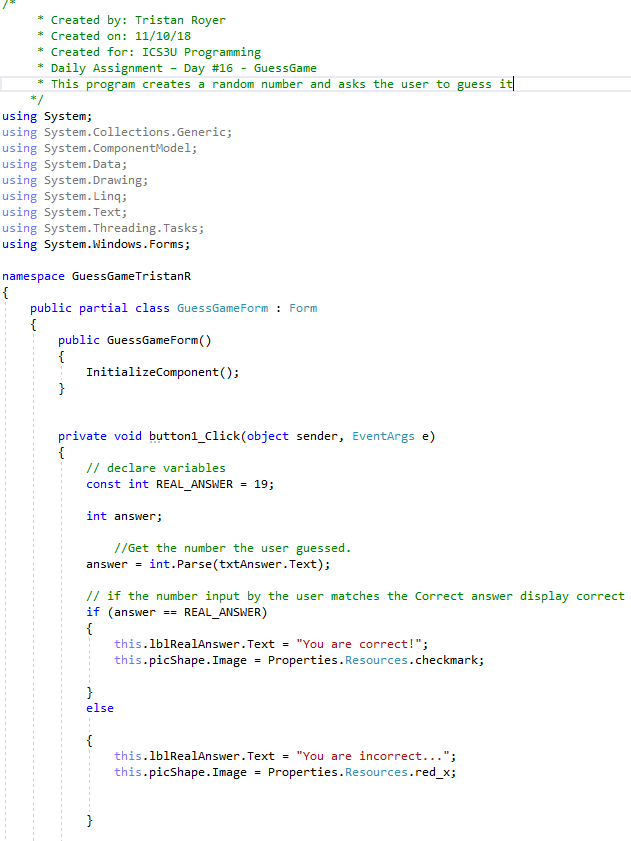 /*
* Created by: Tristan Royer
* Created on: 11/10/18
* Created for: ICS3U Programming
* Daily Assignment – Day #16 - GuessGame
* This program creates a random number and asks the user to guess it
*/
using System;
using System.Collections.Generic;
using System.ComponentModel;
using System.Data;
using System.Drawing;
using System.Linq;
using System.Text;
using System.Threading.Tasks;
using System.Windows.Forms;
namespace GuessGameTristanR
{
public partial class GuessGameForm : Form
{
public GuessGameForm()
{
InitializeComponent();
}
private void button1_Click(object sender, EventArgs e)
{
// declare variables
const int REAL_ANSWER = 19;
int answer;
//Get the number the user guessed.
answer = int.Parse(txtAnswer.Text);
// if the number input by the user matches the Correct answer display correct
if (answer == REAL_ANSWER)
{
this.lblRealAnswer.Text = "You are correct!";
this.picShape.Image = Properties.Resources.checkmark;
}
else
{
this.lblRealAnswer.Text = "You are incorrect...";
this.picShape.Image = Properties.Resources.red_x;
}